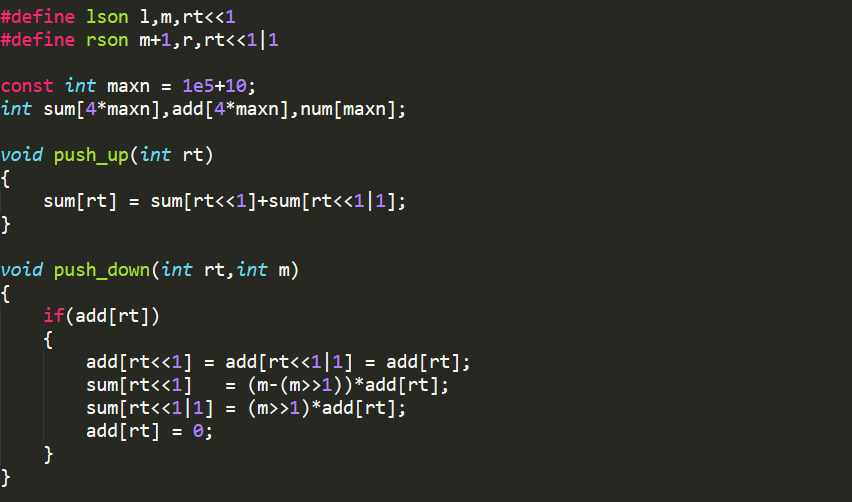 #define lson l,m,rt<<1
#define rson m+1,r,rt<<1|1

const int maxn = 1e5+10;
int sum[4*maxn],add[4*maxn],num[maxn];

void push_up(int rt)
{
    sum[rt] = sum[rt<<1]+sum[rt<<1|1];
}

void push_down(int rt,int m)
{
    if(add[rt])
    {
        add[rt<<1] = add[rt<<1|1] = add[rt];
        sum[rt<<1]   = (m-(m>>1))*add[rt];
        sum[rt<<1|1] = (m>>1)*add[rt];
        add[rt] = 0;
    }
}